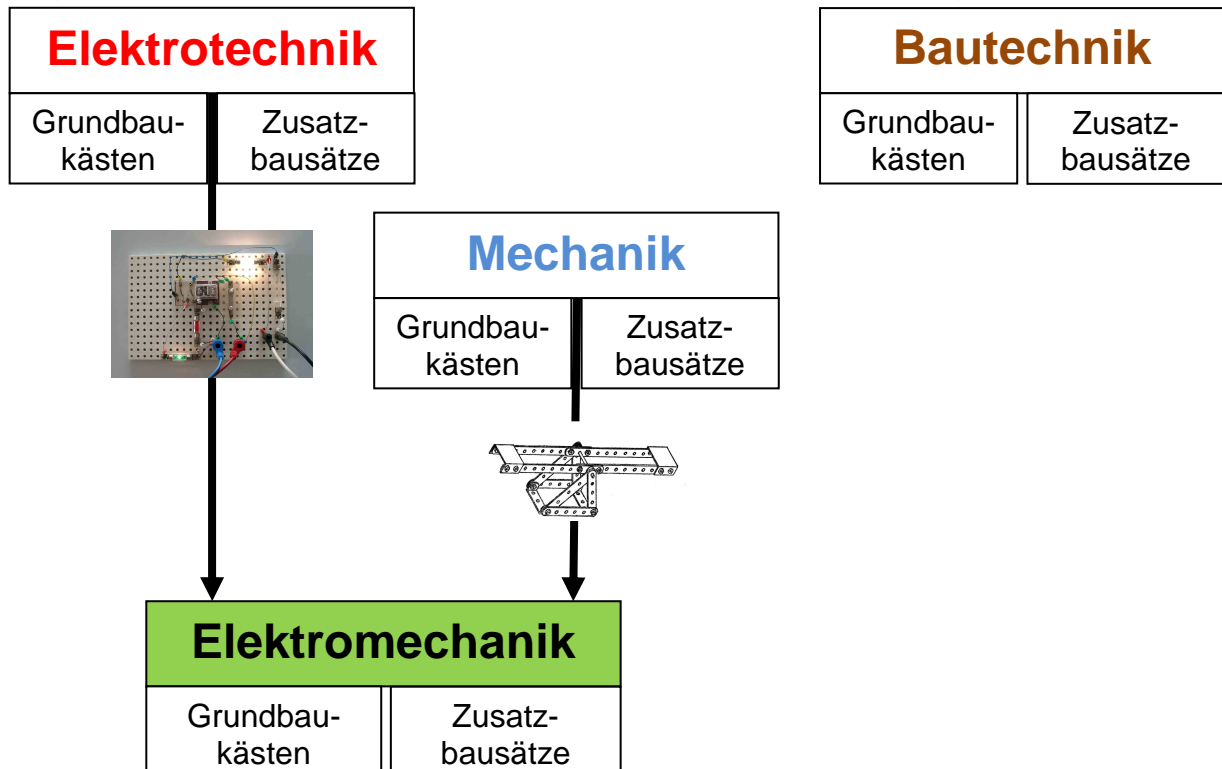 Elektrotechnik
Grundbau-
kästen
Zusatz-
bausätze
Bautechnik
Grundbau-
kästen
Zusatz-
bausätze
Mechanik
Grundbau-
kästen
Zusatz-
bausätze
Elektromechanik
Grundbau-
kästen
Zusatz-
bausätze